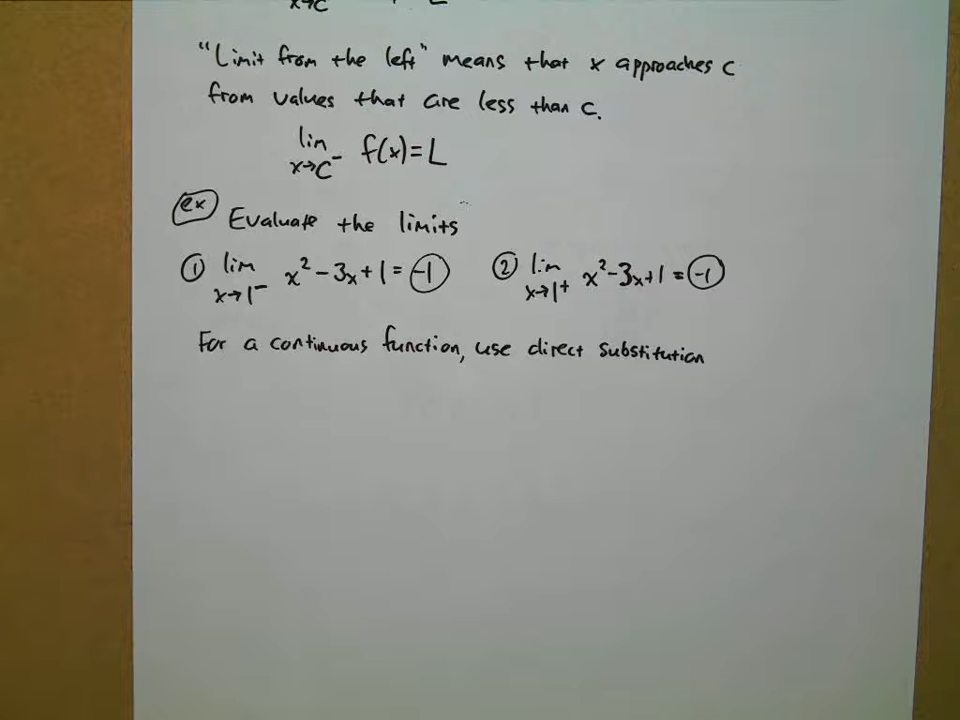 x→c
"Limit from the left" means that x approaches c
from values that are less than c.
lim x→c⁻ f(x)=L
ex Evaluate the limits
① lim x→1⁻ x²-3x+1=-1 ② lim x→1⁺ x²-3x+1=-1
For a continuous function, use direct substitution